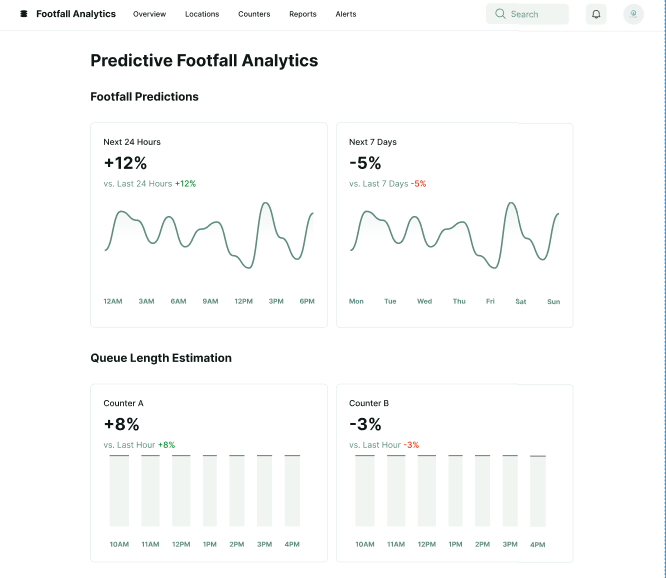 Footfall Analytics Overview Locations Counters Reports Alerts Search
Predictive Footfall Analytics
Footfall Predictions
Next 24 Hours
+12%
vs. Last 24 Hours +12%
12AM 3AM 6AM 9AM 12PM 3PM 6PM
Next 7 Days
-5%
vs. Last 7 Days -5%
Mon Tue Wed Thu Fri Sat Sun
Queue Length Estimation
Counter A
+8%
vs. Last Hour +8%
10AM 11AM 12PM 1PM 2PM 3PM 4PM
Counter B
-3%
vs. Last Hour -3%
10AM 11AM 12PM 1PM 2PM 3PM 4PM